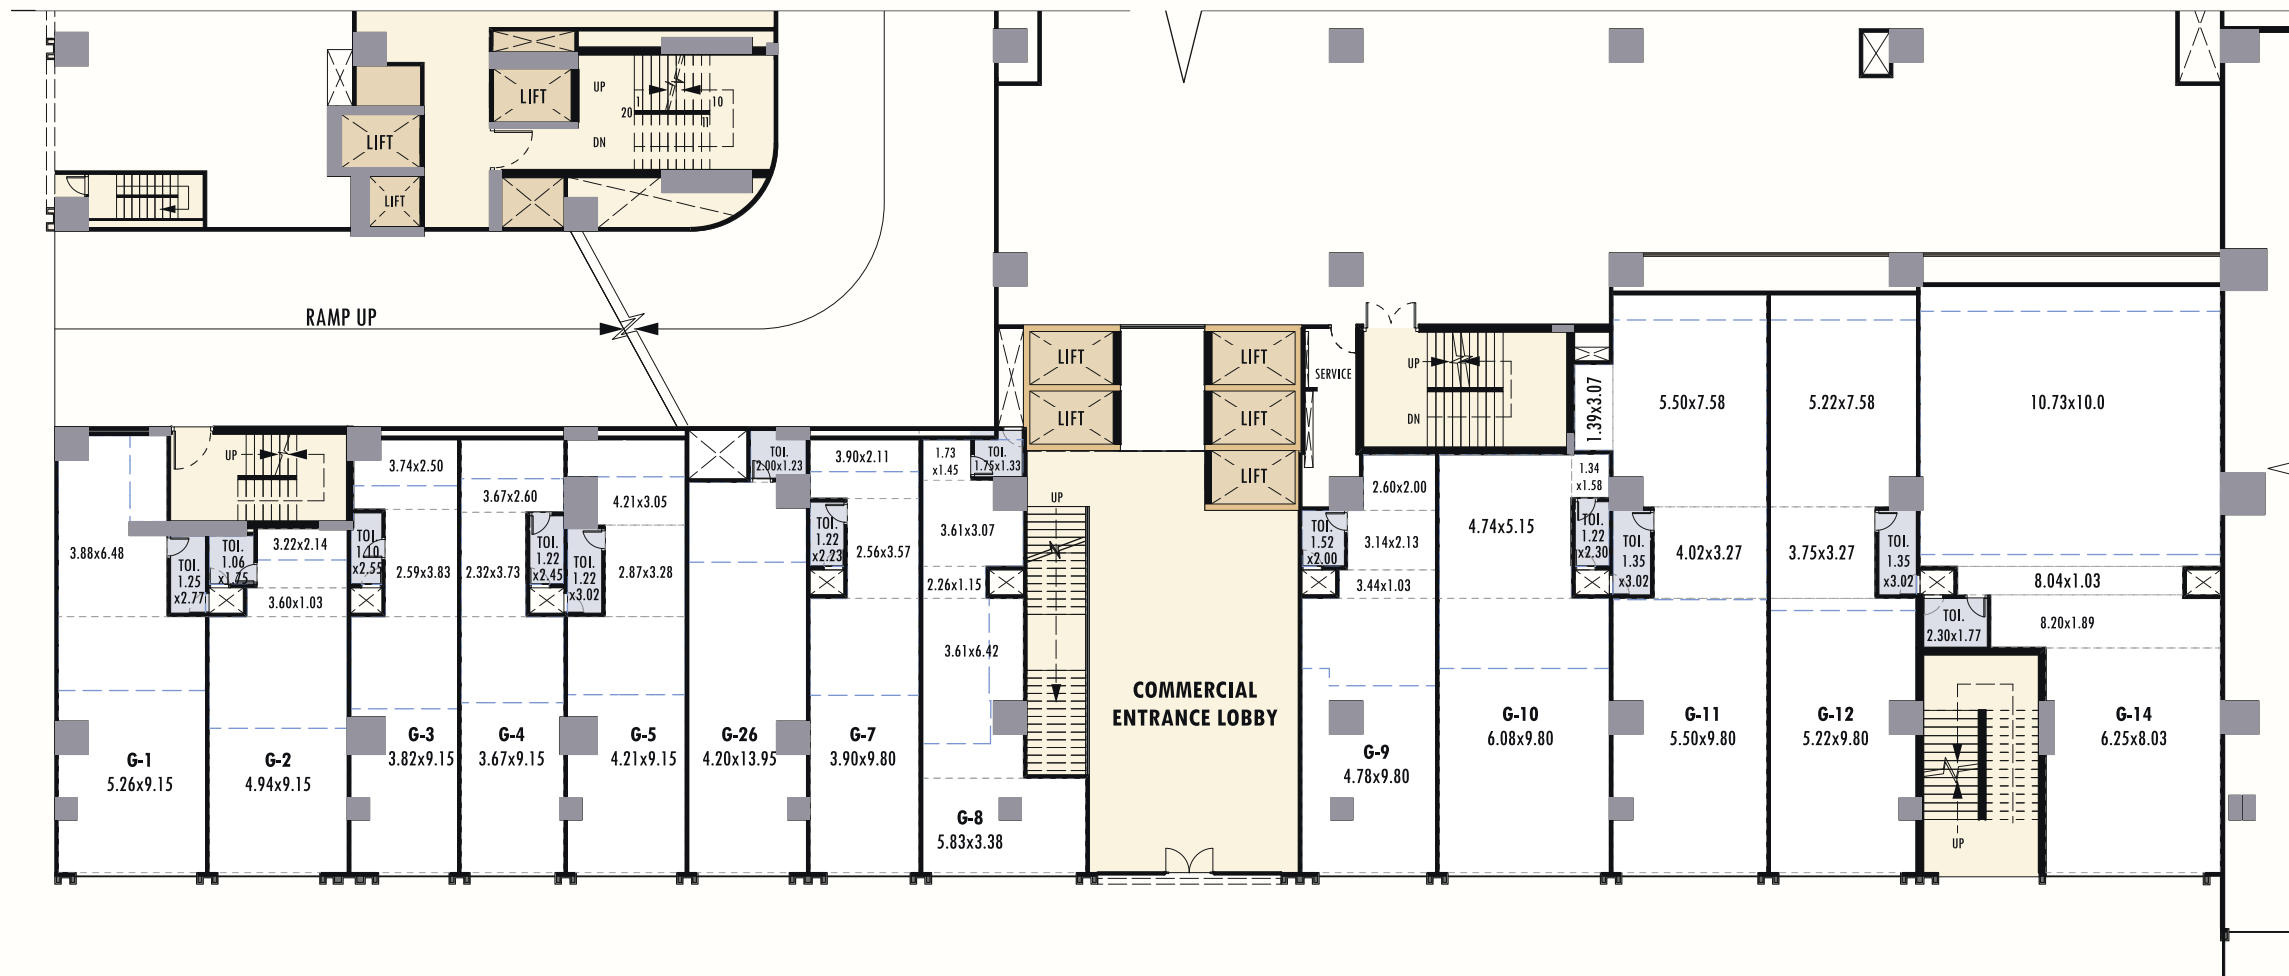 LIFT
UP
1
10
20
11
DN
LIFT
LIFT
RAMP UP
LIFT
LIFT
SERVICE
UP
DN
LIFT
LIFT
LIFT
1.39x3.07
5.50x7.58
5.22x7.58
10.73x10.0
UP
3.88x6.48
TOI.
1.25
x2.77
TOI.
1.06
x1.75
3.22x2.14
3.60x1.03
3.74x2.50
TOI.
1.10
x2.55
2.59x3.83
3.67x2.60
2.32x3.73
TOI.
1.22
x2.45
4.21x3.05
TOI.
1.22
x3.02
2.87x3.28
TOI.
2.00x1.23
3.90x2.11
TOI.
1.22
x2.23
2.56x3.57
1.73
x1.45
TOI.
1.75x1.33
3.61x3.07
2.26x1.15
3.61x6.42
UP
COMMERCIAL
ENTRANCE LOBBY
2.60x2.00
TOI.
1.52
x2.00
3.14x2.13
3.44x1.03
4.74x5.15
1.34
x1.58
TOI.
1.22
x2.30
TOI.
1.35
x3.02
4.02x3.27
3.75x3.27
TOI.
1.35
x3.02
8.04x1.03
TOI.
2.30x1.77
8.20x1.89
G-1
5.26x9.15
G-2
4.94x9.15
G-3
3.82x9.15
G-4
3.67x9.15
G-5
4.21x9.15
G-26
4.20x13.95
G-7
3.90x9.80
G-8
5.83x3.38
G-9
4.78x9.80
G-10
6.08x9.80
G-11
5.50x9.80
G-12
5.22x9.80
G-14
6.25x8.03
UP